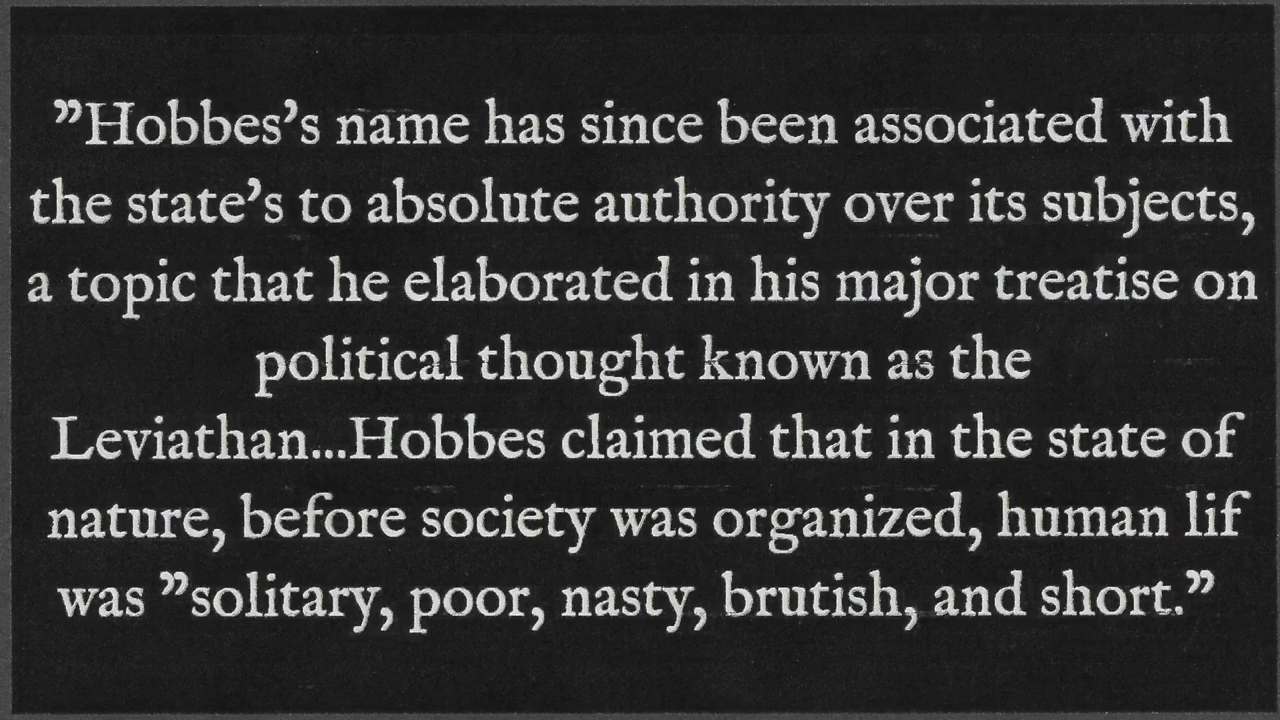 ”Hobbes’s name has since been associated with
the state’s to absolute authority over its subjects,
a topic that he elaborated in his major treatise on
political thought known as the
Leviathan...Hobbes claimed that in the state of
nature, before society was organized, human lif
was ”solitary, poor, nasty, brutish, and short.”